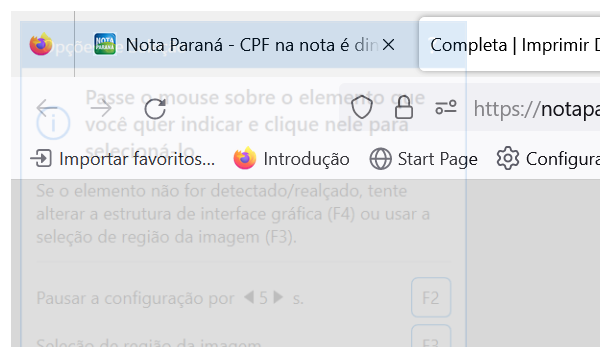 Nota Paraná - CPF na nota é din
Completa | Imprimir D
Passe o mouse sobre o elemento que
você quer indicar e clique nele para
selecioná-lo
https://notapa
Importar favoritos...
Introdução
Start Page
Configura
Se o elemento não for detectado/realçado, tente
alterar a estrutura de interface gráfica (F4) ou usar a
seleção de região da imagem (F3).
Pausar a configuração por 5 s.
F2
Seleção de região da imagem
F3